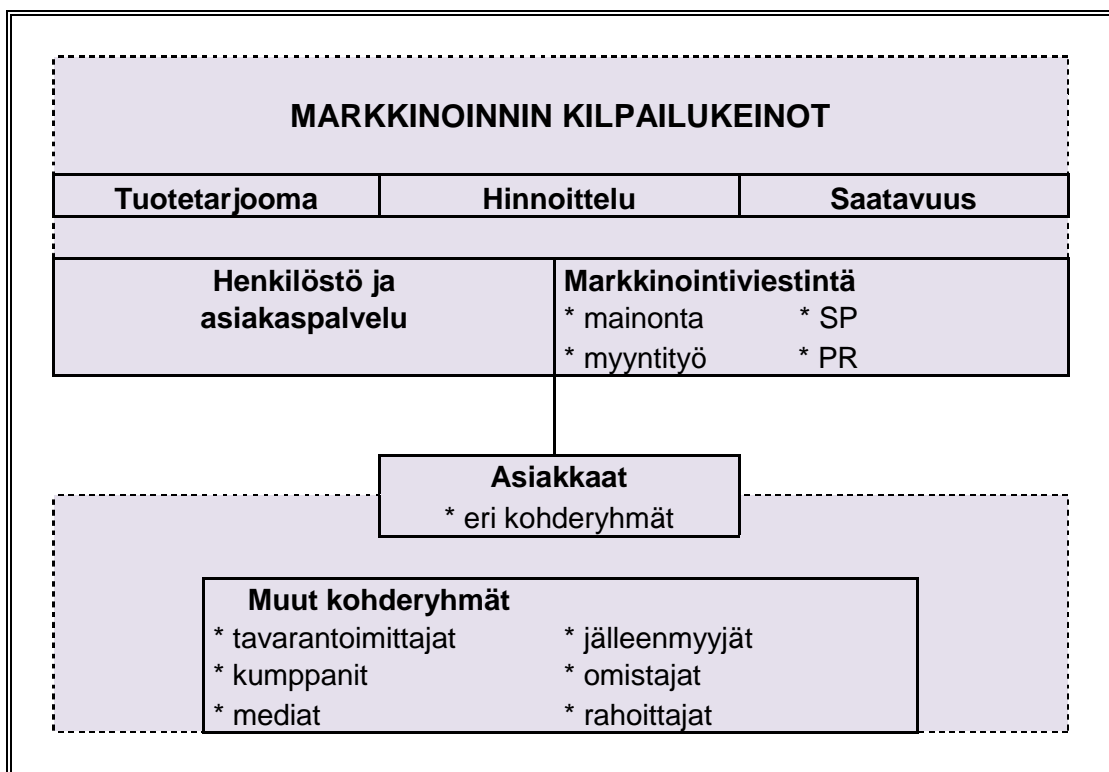 MARKKINOINNIN KILPAILUKEINOT
Tuotetarjooma Hinnoittelu Saatavuus
Henkilöstö ja
asiakaspalvelu
Markkinointiviestintä
* mainonta * SP
* myyntityö * PR
Asiakkaat
* eri kohderyhmät
Muut kohderyhmät
* tavarantoimittajat * jälleenmyyjät
* kumppanit * omistajat
* mediat * rahoittajat